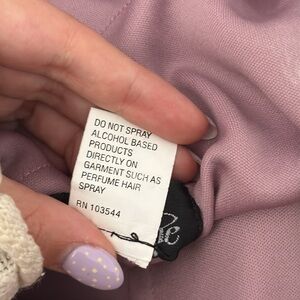 DO NOT SPRAY
ALCOHOL BASED
PRODUCTS
DIRECTLY ON
GARMENT SUCH AS
PERFUME HAIR
SPRAY
RN 103544